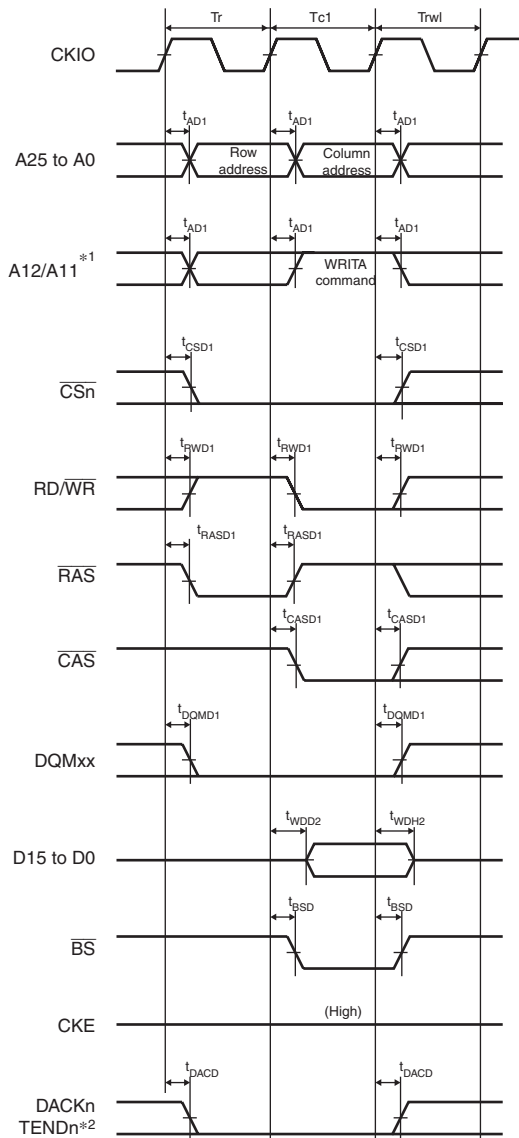 Tr Tc1 Trwl
CKIO
tAD1 tAD1 tAD1
A25 to A0
Row address
Column address
tAD1 tAD1 tAD1
A12/A11*1
WRITA command
tCSD1 tCSD1
CSn
tRWD1 tRWD1 tRWD1
RD/WR
tRASD1 tRASD1
RAS
tCASD1 tCASD1
CAS
tDQMD1 tDQMD1
DQMxx
tWDD2 tWDH2
D15 to D0
tBSD tBSD
BS
(High)
CKE
tDACD tDACD
DACKn
TENDn*2